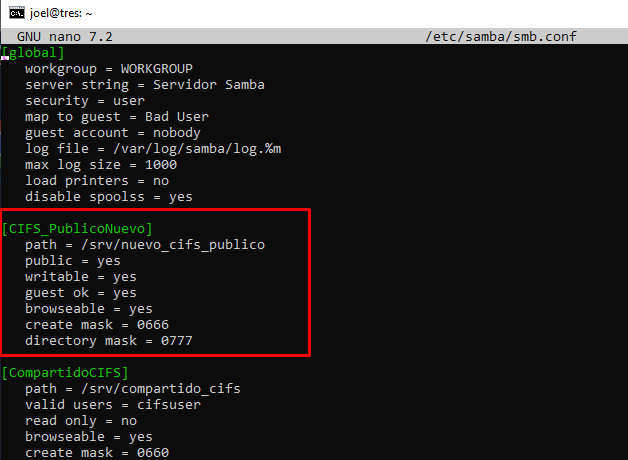 joel@tres: ~
GNU nano 7.2 /etc/samba/smb.conf
[global]
workgroup = WORKGROUP
server string = Servidor Samba
security = user
map to guest = Bad User
guest account = nobody
log file = /var/log/samba/log.%m
max log size = 1000
load printers = no
disable spoolss = yes
[CIFS_PublicoNuevo]
path = /srv/nuevo_cifs_publico
public = yes
writable = yes
guest ok = yes
browseable = yes
create mask = 0666
directory mask = 0777
[CompartidoCIFS]
path = /srv/compartido_cifs
valid users = cifsuser
read only = no
browseable = yes
create mask = 0660